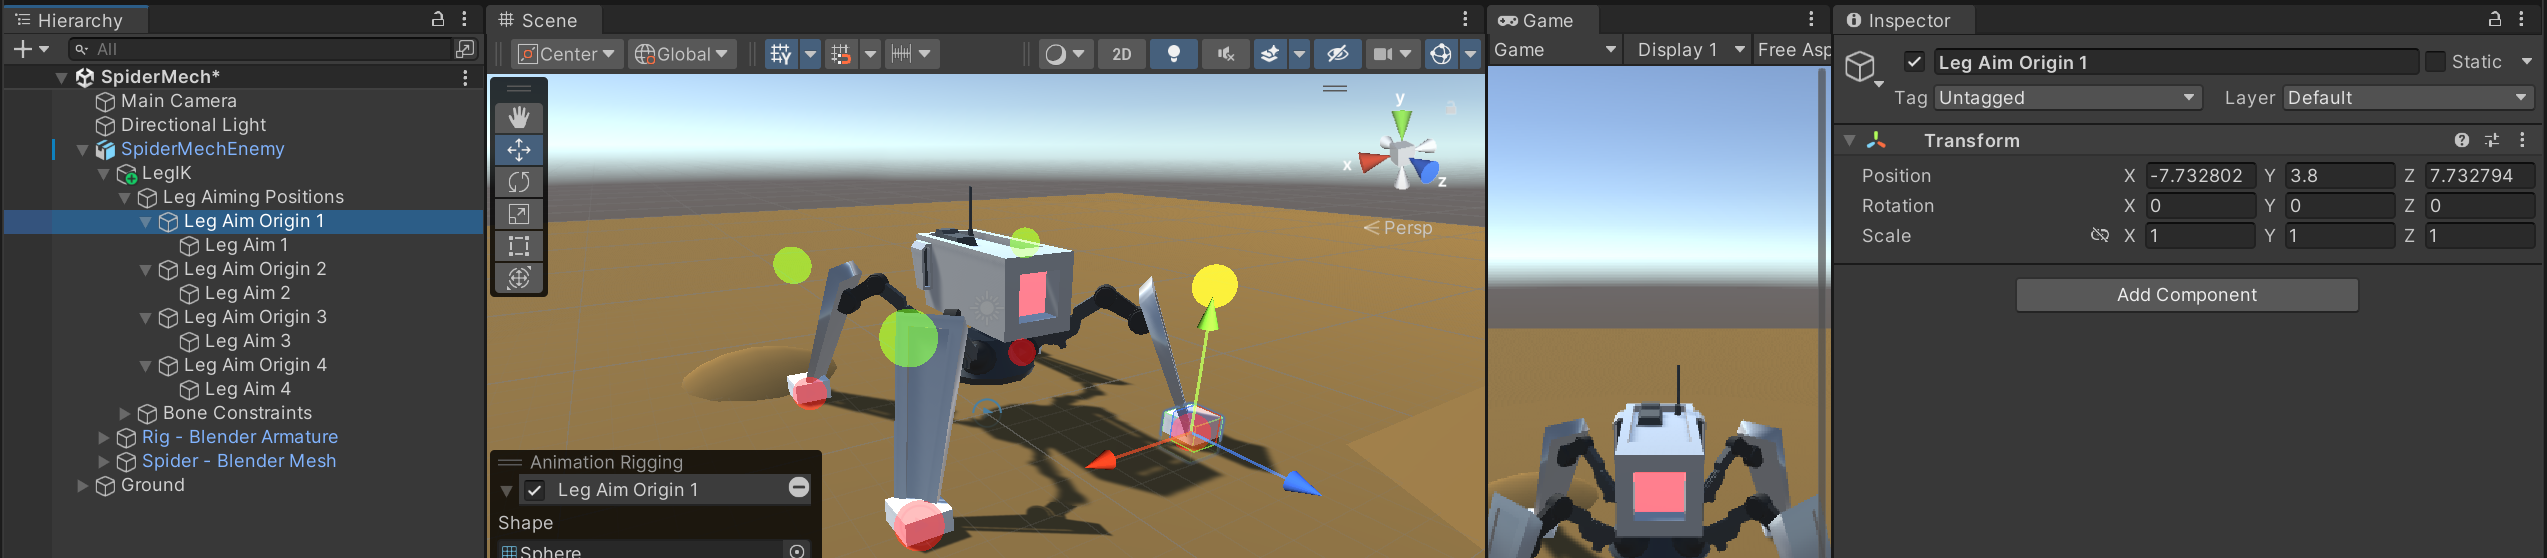 Hierarchy
All
SpiderMech*
Main Camera
Directional Light
SpiderMechEnemy
LegIK
Leg Aiming Positions
Leg Aim Origin 1
Leg Aim 1
Leg Aim Origin 2
Leg Aim 2
Leg Aim Origin 3
Leg Aim 3
Leg Aim Origin 4
Leg Aim 4
Bone Constraints
Rig - Blender Armature
Spider - Blender Mesh
Ground
Scene
Center
Global
2D
y
x
z
Persp
Animation Rigging
Leg Aim Origin 1
Shape
Sphere
Game
Game
Display 1
Free Asp
Inspector
Leg Aim Origin 1
Static
Tag Untagged
Layer Default
Transform
Position X -7.732802 Y 3.8 Z 7.732794
Rotation X 0 Y 0 Z 0
Scale X 1 Y 1 Z 1
Add Component